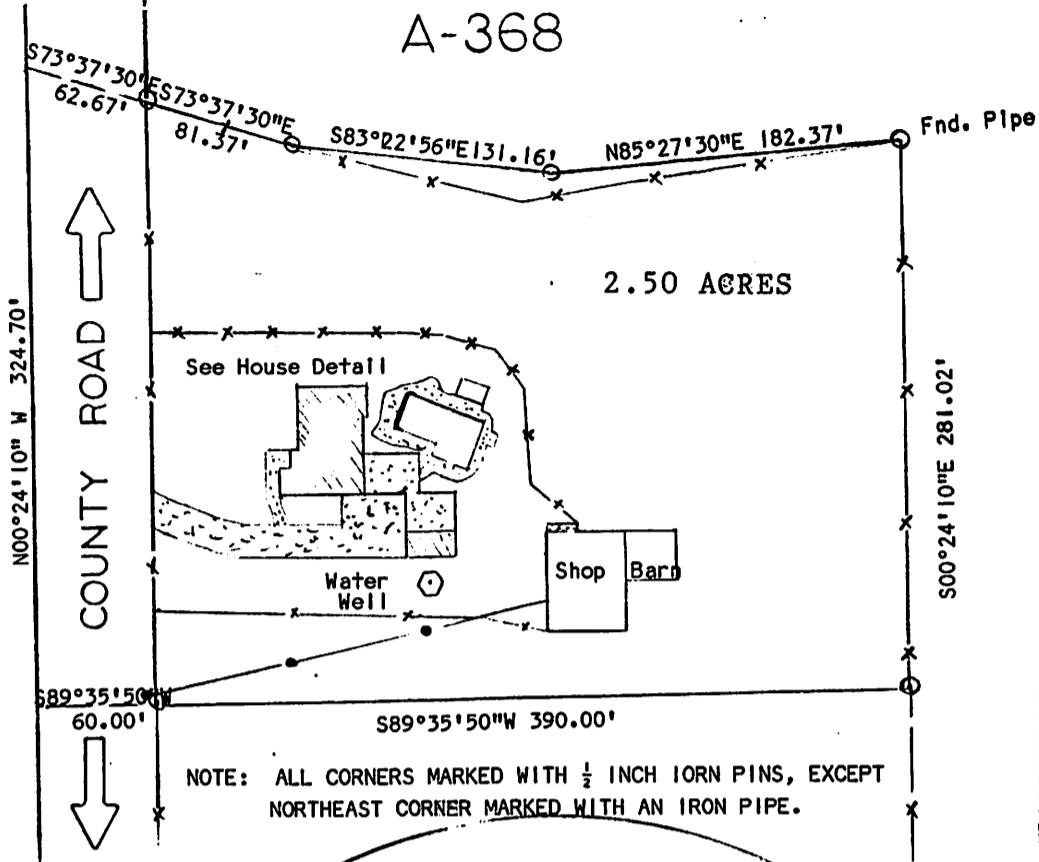 A-368
S73°37'30"E
62.67'
S73°37'30"E
81.37'
S83°22'56"E 131.16'
N85°27'30"E 182.37'
Fnd. Pipe
2.50 ACRES
N00°24'10" W 324.70'
COUNTY ROAD
See House Detail
S00°24'10"E 281.02'
Shop
Barn
Water
Well
S89°35'50"W
60.00'
S89°35'50"W 390.00'
NOTE: ALL CORNERS MARKED WITH ½ INCH IORN PINS, EXCEPT
NORTHEAST CORNER MARKED WITH AN IRON PIPE.